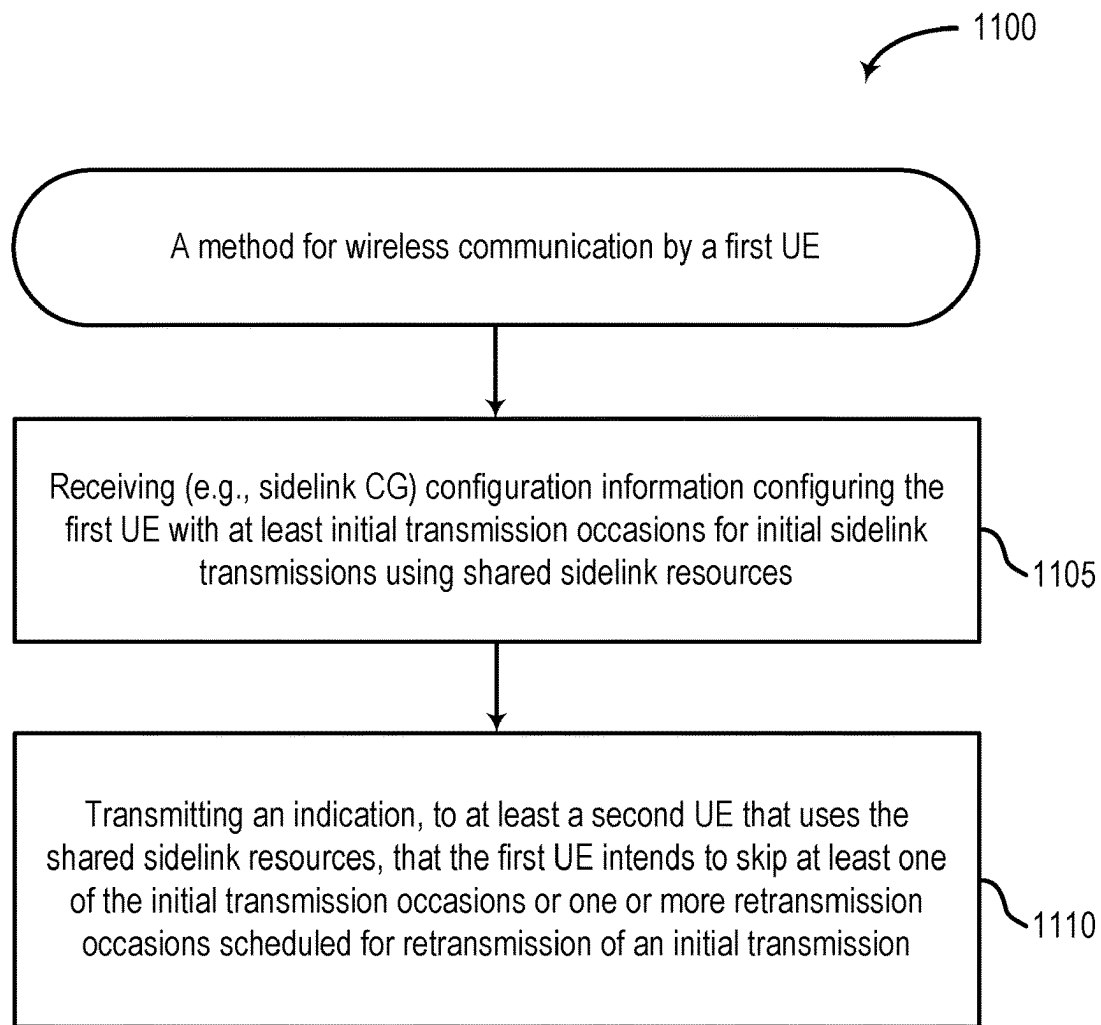 1100
A method for wireless communication by a first UE
Receiving (e.g., sidelink CG) configuration information configuring the
first UE with at least initial transmission occasions for initial sidelink
transmissions using shared sidelink resources
1105
Transmitting an indication, to at least a second UE that uses the
shared sidelink resources, that the first UE intends to skip at least one
of the initial transmission occasions or one or more retransmission
occasions scheduled for retransmission of an initial transmission
1110